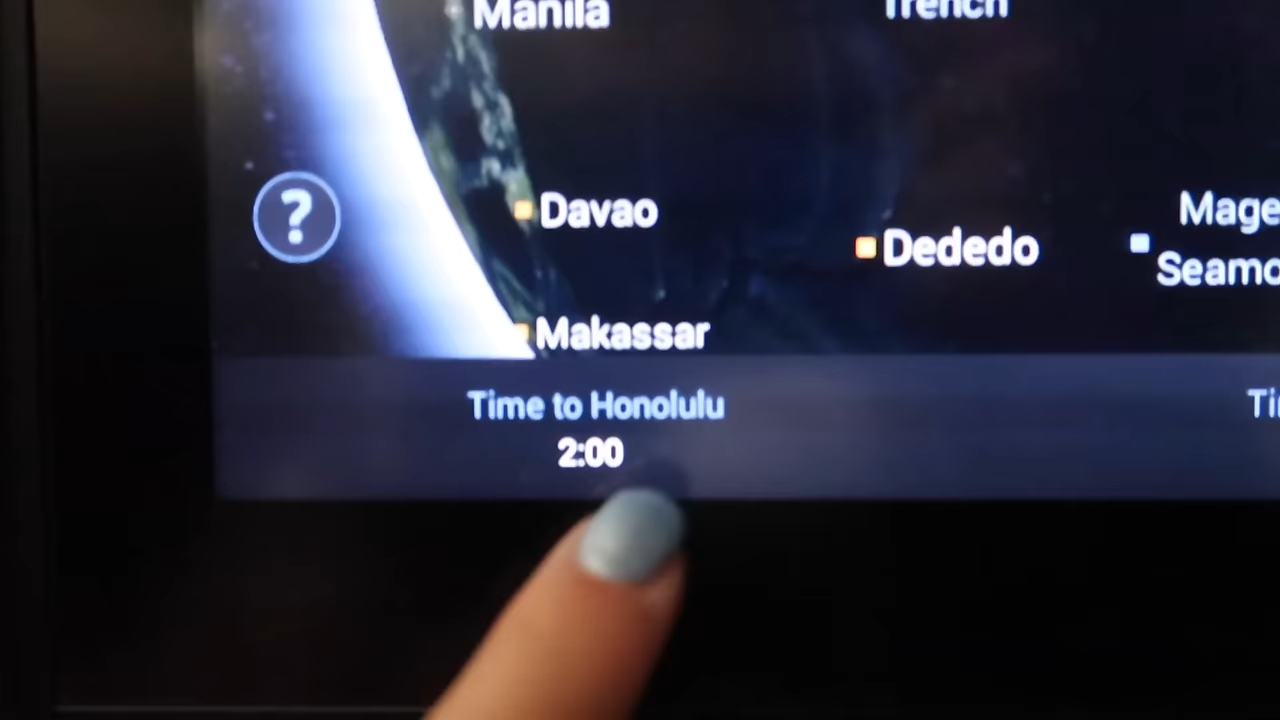 Manila
Trench
?
Davao
Dededo
Mage
Seamo
Makassar
Time to Honolulu
2:00
Ti